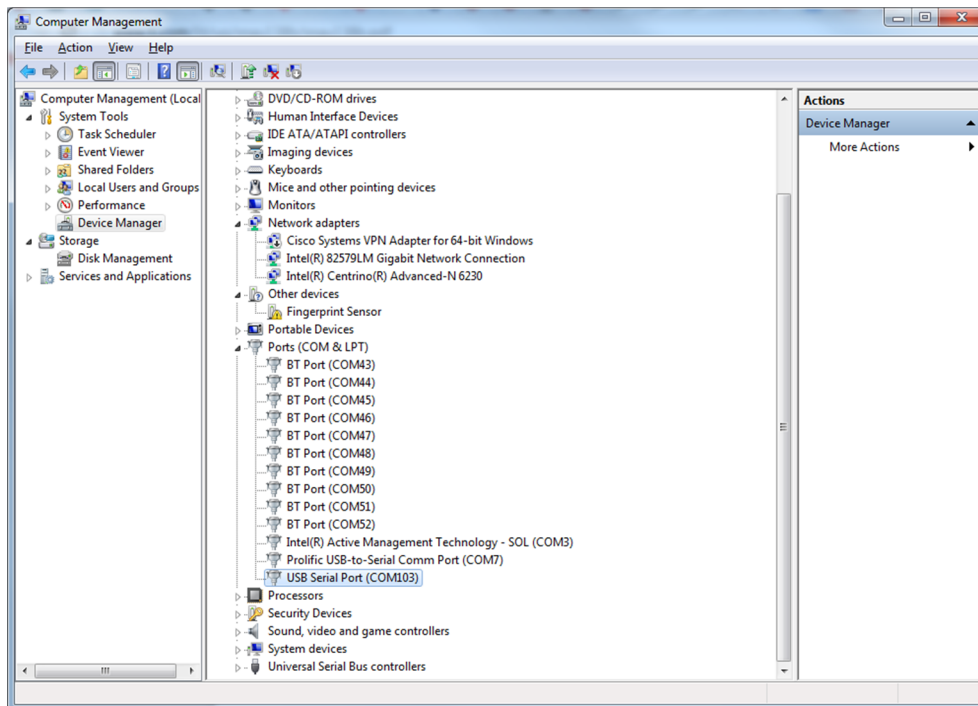 Computer Management
File Action View Help
Computer Management (Local
System Tools
Task Scheduler
Event Viewer
Shared Folders
Local Users and Groups
Performance
Device Manager
Storage
Disk Management
Services and Applications
DVD/CD-ROM drives
Human Interface Devices
IDE ATA/ATAPI controllers
Imaging devices
Keyboards
Mice and other pointing devices
Monitors
Network adapters
Cisco Systems VPN Adapter for 64-bit Windows
Intel(R) 82579LM Gigabit Network Connection
Intel(R) Centrino(R) Advanced-N 6230
Other devices
Fingerprint Sensor
Portable Devices
Ports (COM & LPT)
BT Port (COM43)
BT Port (COM44)
BT Port (COM45)
BT Port (COM46)
BT Port (COM47)
BT Port (COM48)
BT Port (COM49)
BT Port (COM50)
BT Port (COM51)
BT Port (COM52)
Intel(R) Active Management Technology - SOL (COM3)
Prolific USB-to-Serial Comm Port (COM7)
USB Serial Port (COM103)
Processors
Security Devices
Sound, video and game controllers
System devices
Universal Serial Bus controllers
Actions
Device Manager
More Actions